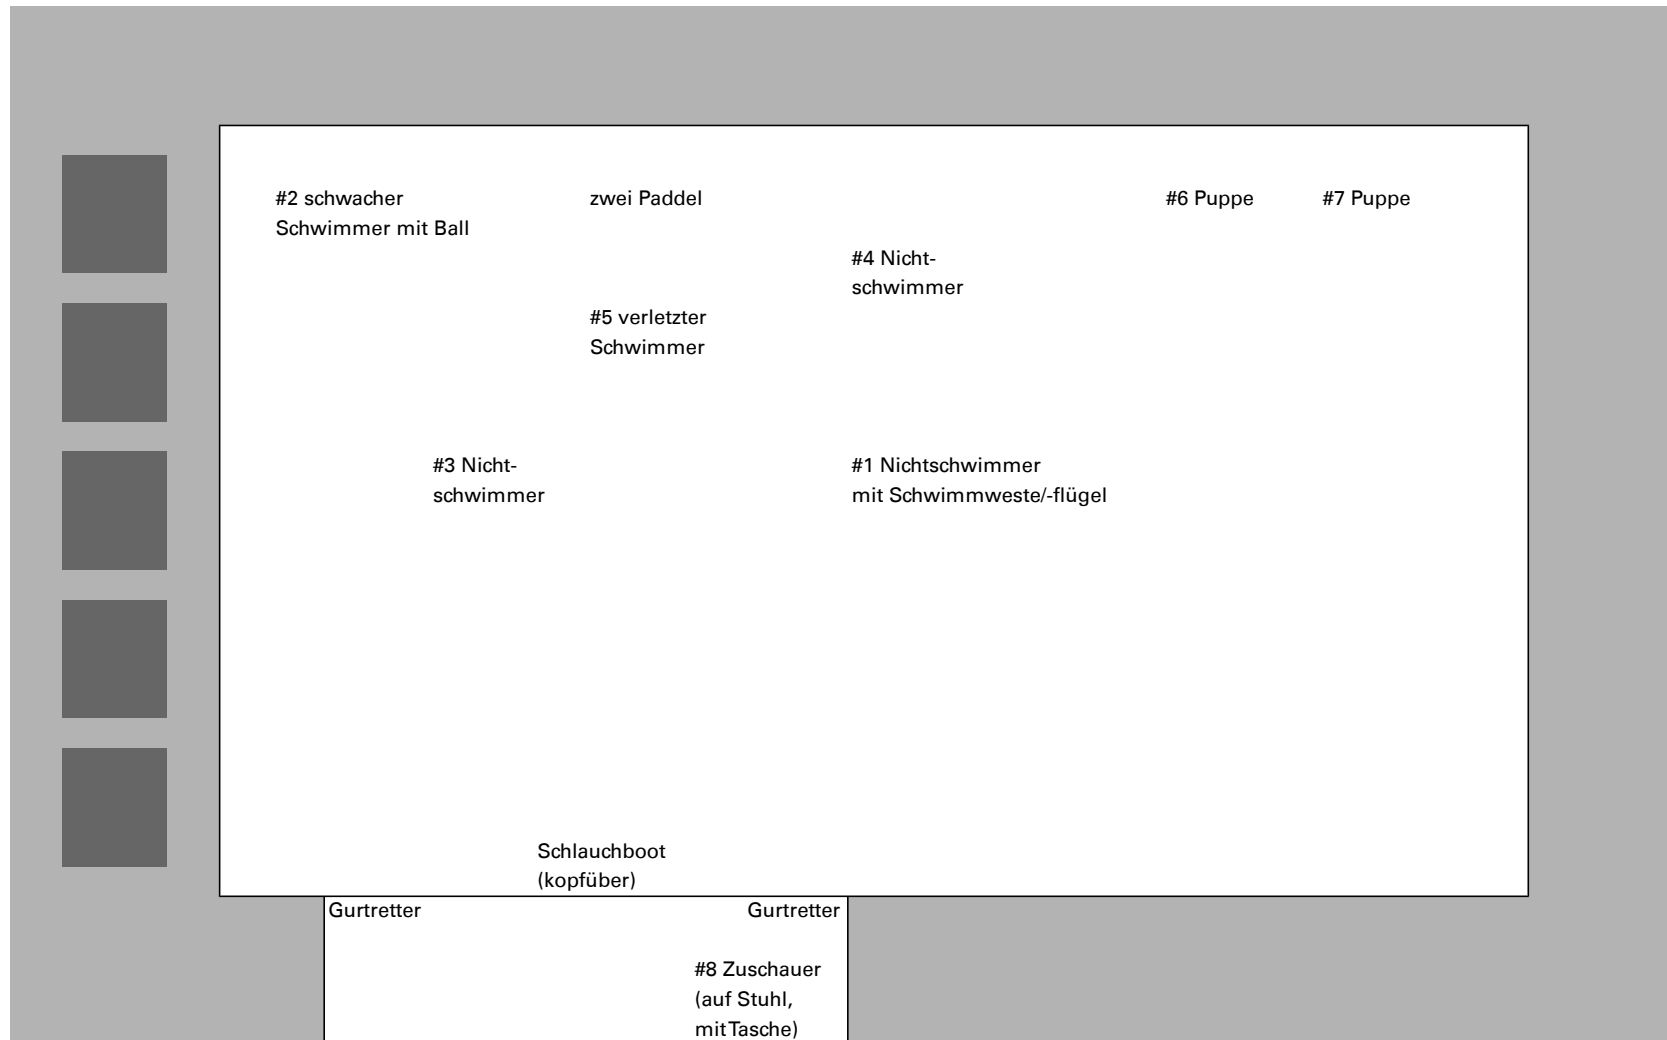 #2 schwacher
Schwimmer mit Ball
zwei Paddel
#6 Puppe
#7 Puppe
#4 Nicht-
schwimmer
#5 verletzter
Schwimmer
#3 Nicht-
schwimmer
#1 Nichtschwimmer
mit Schwimmweste/-flügel
Schlauchboot
(kopfüber)
Gurtretter
Gurtretter
#8 Zuschauer
(auf Stuhl,
mit Tasche)